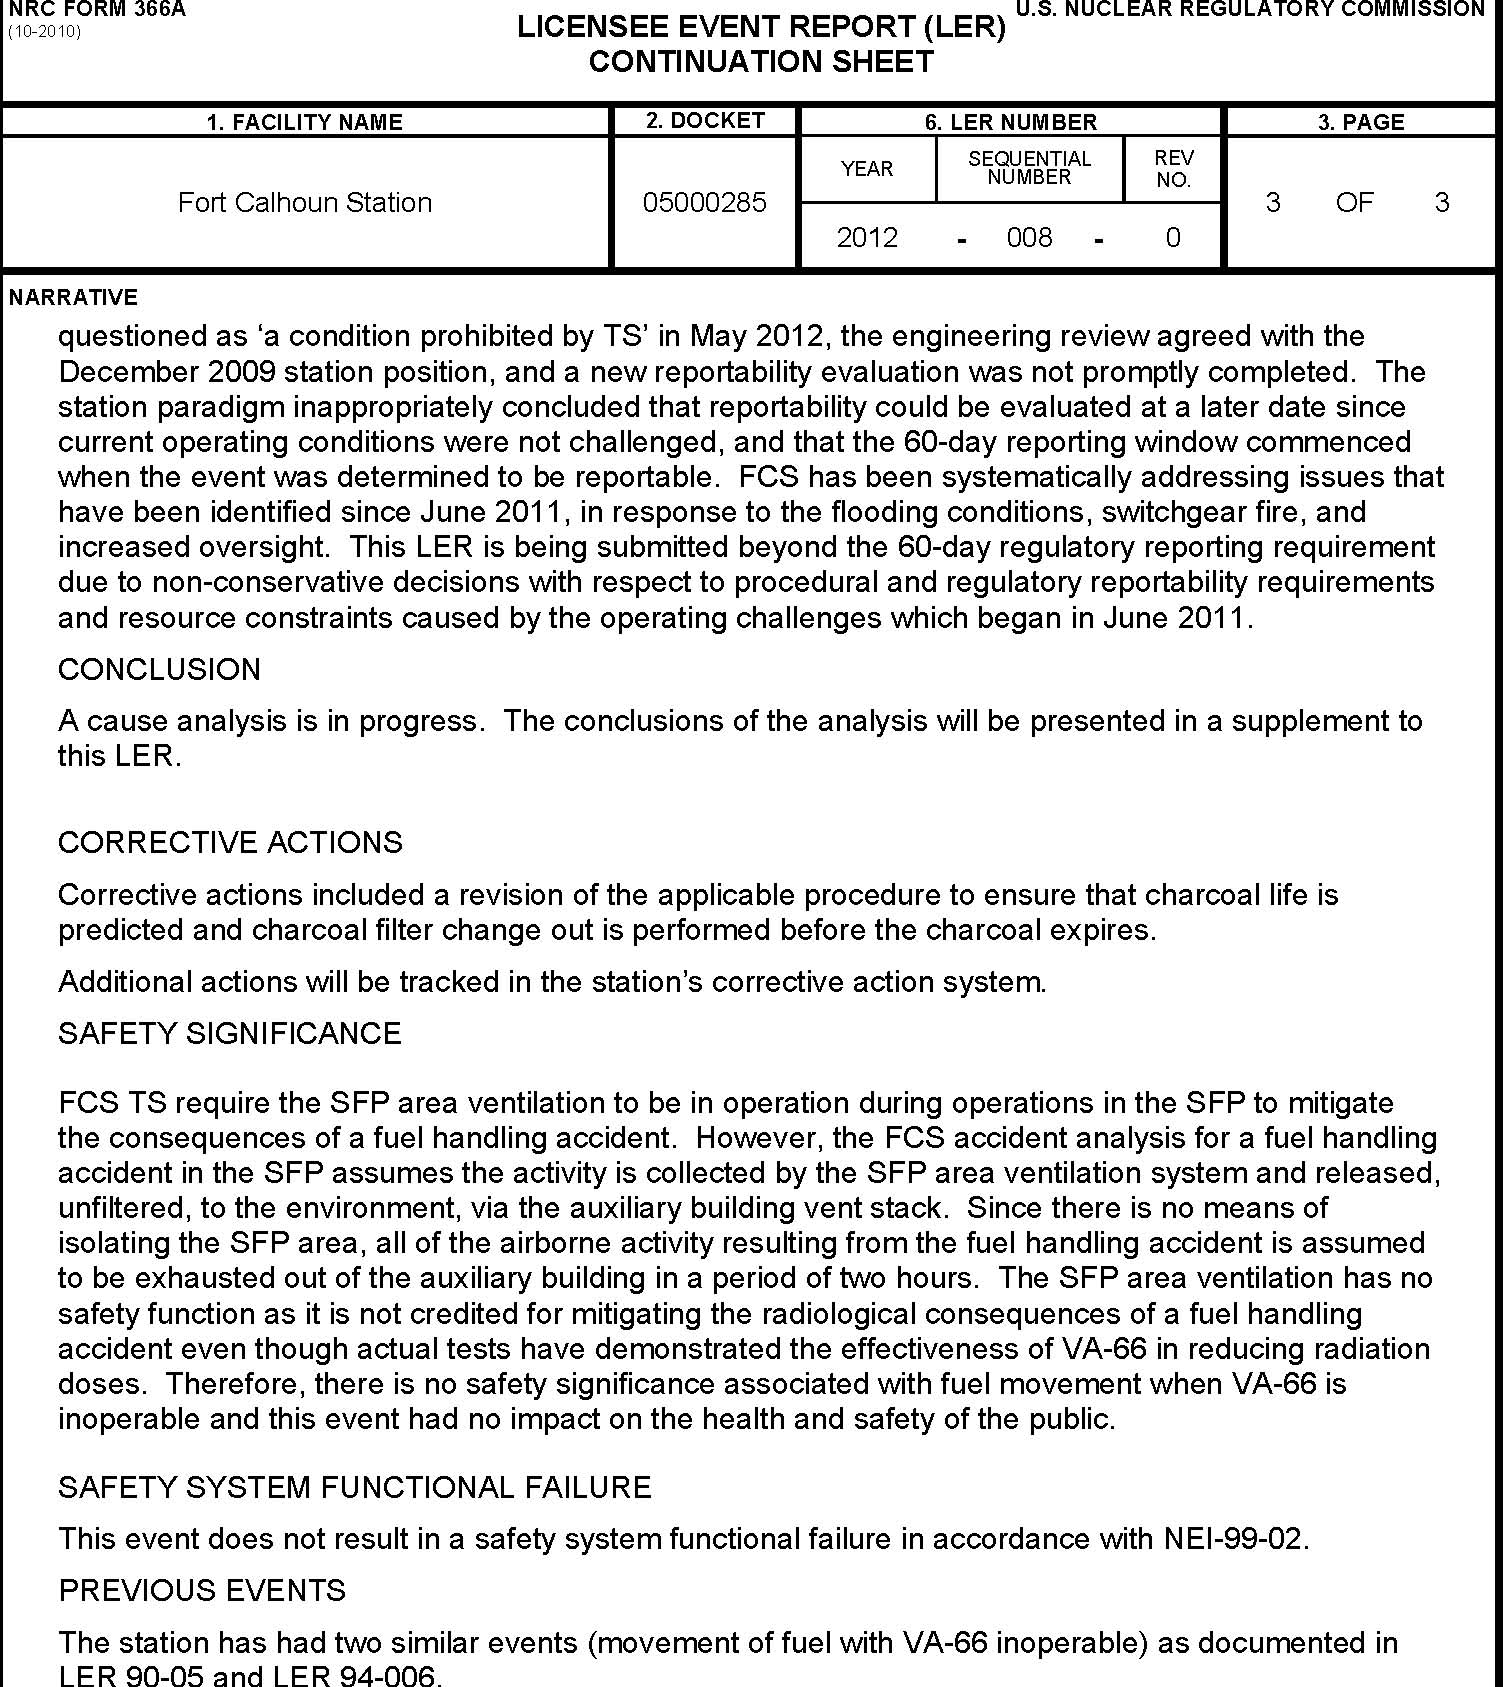 NRC FORM 366A
(10-2010)
U.S. NUCLEAR REGULATORY COMMISSION
LICENSEE EVENT REPORT (LER)
CONTINUATION SHEET
1. FACILITY NAME
2. DOCKET
6. LER NUMBER
3. PAGE
Fort Calhoun Station
05000285
YEAR
SEQUENTIAL
NUMBER
REV
NO.
2012 - 008 - 0
3 OF 3
NARRATIVE
questioned as ‘a condition prohibited by TS’ in May 2012, the engineering review agreed with the
December 2009 station position, and a new reportability evaluation was not promptly completed. The
station paradigm inappropriately concluded that reportability could be evaluated at a later date since
current operating conditions were not challenged, and that the 60-day reporting window commenced
when the event was determined to be reportable. FCS has been systematically addressing issues that
have been identified since June 2011, in response to the flooding conditions, switchgear fire, and
increased oversight. This LER is being submitted beyond the 60-day regulatory reporting requirement
due to non-conservative decisions with respect to procedural and regulatory reportability requirements
and resource constraints caused by the operating challenges which began in June 2011.
CONCLUSION
A cause analysis is in progress. The conclusions of the analysis will be presented in a supplement to
this LER.
CORRECTIVE ACTIONS
Corrective actions included a revision of the applicable procedure to ensure that charcoal life is
predicted and charcoal filter change out is performed before the charcoal expires.
Additional actions will be tracked in the station’s corrective action system.
SAFETY SIGNIFICANCE
FCS TS require the SFP area ventilation to be in operation during operations in the SFP to mitigate
the consequences of a fuel handling accident. However, the FCS accident analysis for a fuel handling
accident in the SFP assumes the activity is collected by the SFP area ventilation system and released,
unfiltered, to the environment, via the auxiliary building vent stack. Since there is no means of
isolating the SFP area, all of the airborne activity resulting from the fuel handling accident is assumed
to be exhausted out of the auxiliary building in a period of two hours. The SFP area ventilation has no
safety function as it is not credited for mitigating the radiological consequences of a fuel handling
accident even though actual tests have demonstrated the effectiveness of VA-66 in reducing radiation
doses. Therefore, there is no safety significance associated with fuel movement when VA-66 is
inoperable and this event had no impact on the health and safety of the public.
SAFETY SYSTEM FUNCTIONAL FAILURE
This event does not result in a safety system functional failure in accordance with NEI-99-02.
PREVIOUS EVENTS
The station has had two similar events (movement of fuel with VA-66 inoperable) as documented in
LER 90-05 and LER 94-006.